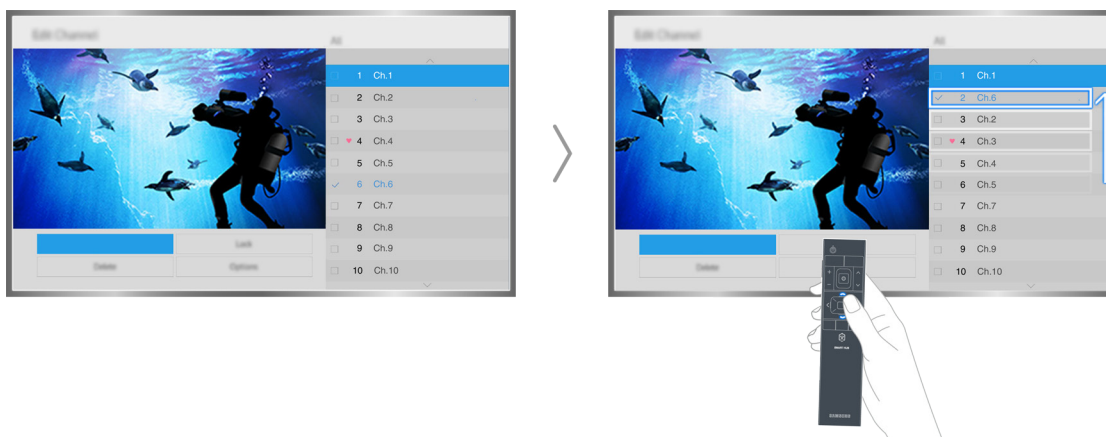 Edit Channel
All
1 Ch.1
2 Ch.2
3 Ch.3
4 Ch.4
5 Ch.5
6 Ch.6
7 Ch.7
8 Ch.8
9 Ch.9
10 Ch.10
Lock
Delete
Options
Edit Channel
All
1 Ch.1
2 Ch.6
3 Ch.2
4 Ch.3
5 Ch.4
6 Ch.5
7 Ch.7
8 Ch.8
9 Ch.9
10 Ch.10
Delete
SMART HUB
SAMSUNG